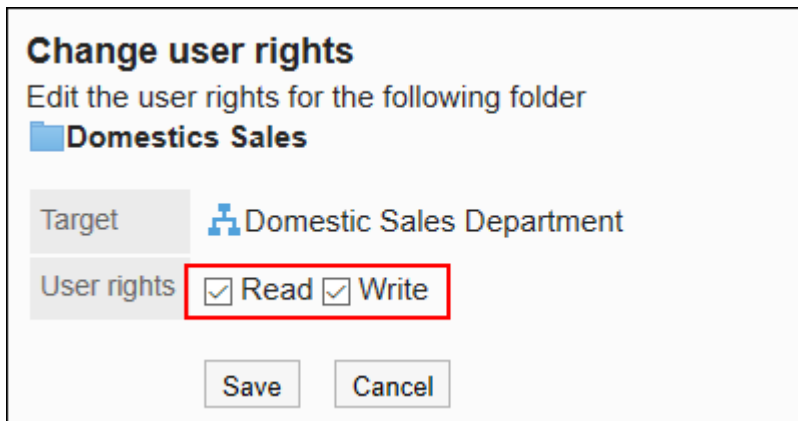 Change user rights
Edit the user rights for the following folder
Domestics Sales
Target Domestic Sales Department
User rights Read Write
Save Cancel